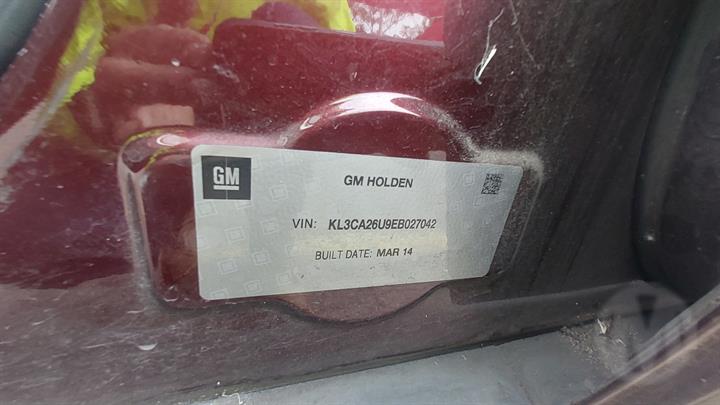 GM
GM HOLDEN
VIN: KL3CA26U9EB027042
BUILT DATE: MAR 14